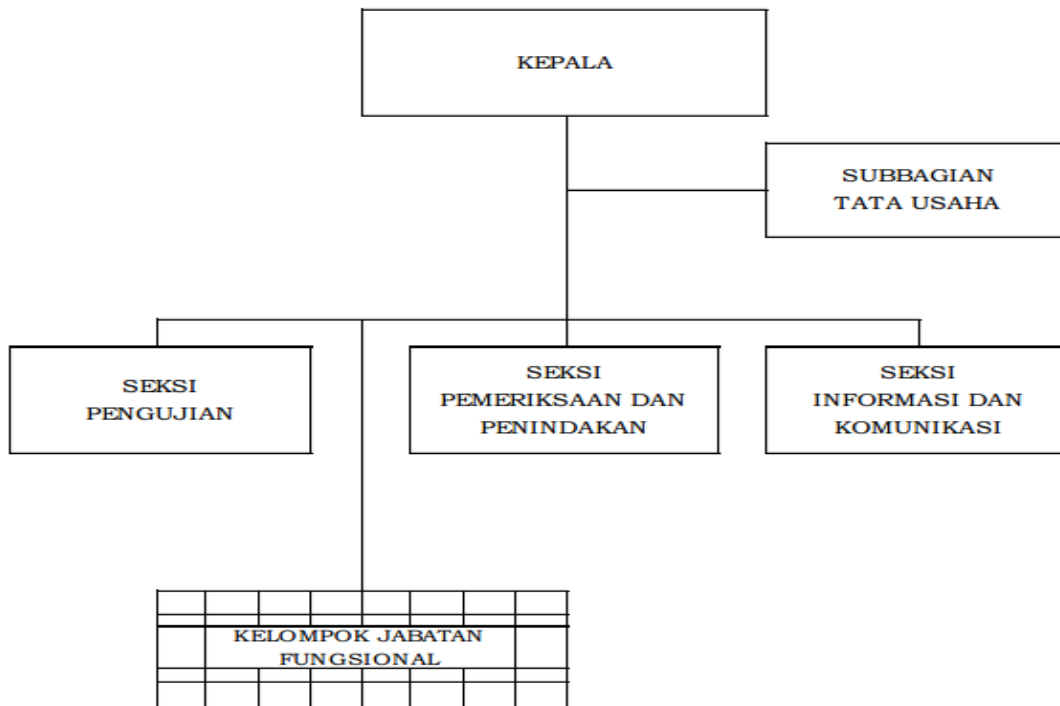 KEPALA
SUBBAGIAN
TATA USAHA
SEKSI
PENGUJIAN
SEKSI
PEMERIKSAAN DAN
PENINDAKAN
SEKSI
INFORMASI DAN
KOMUNIKASI
KELOMPOK JABATAN
FUNGSIONAL